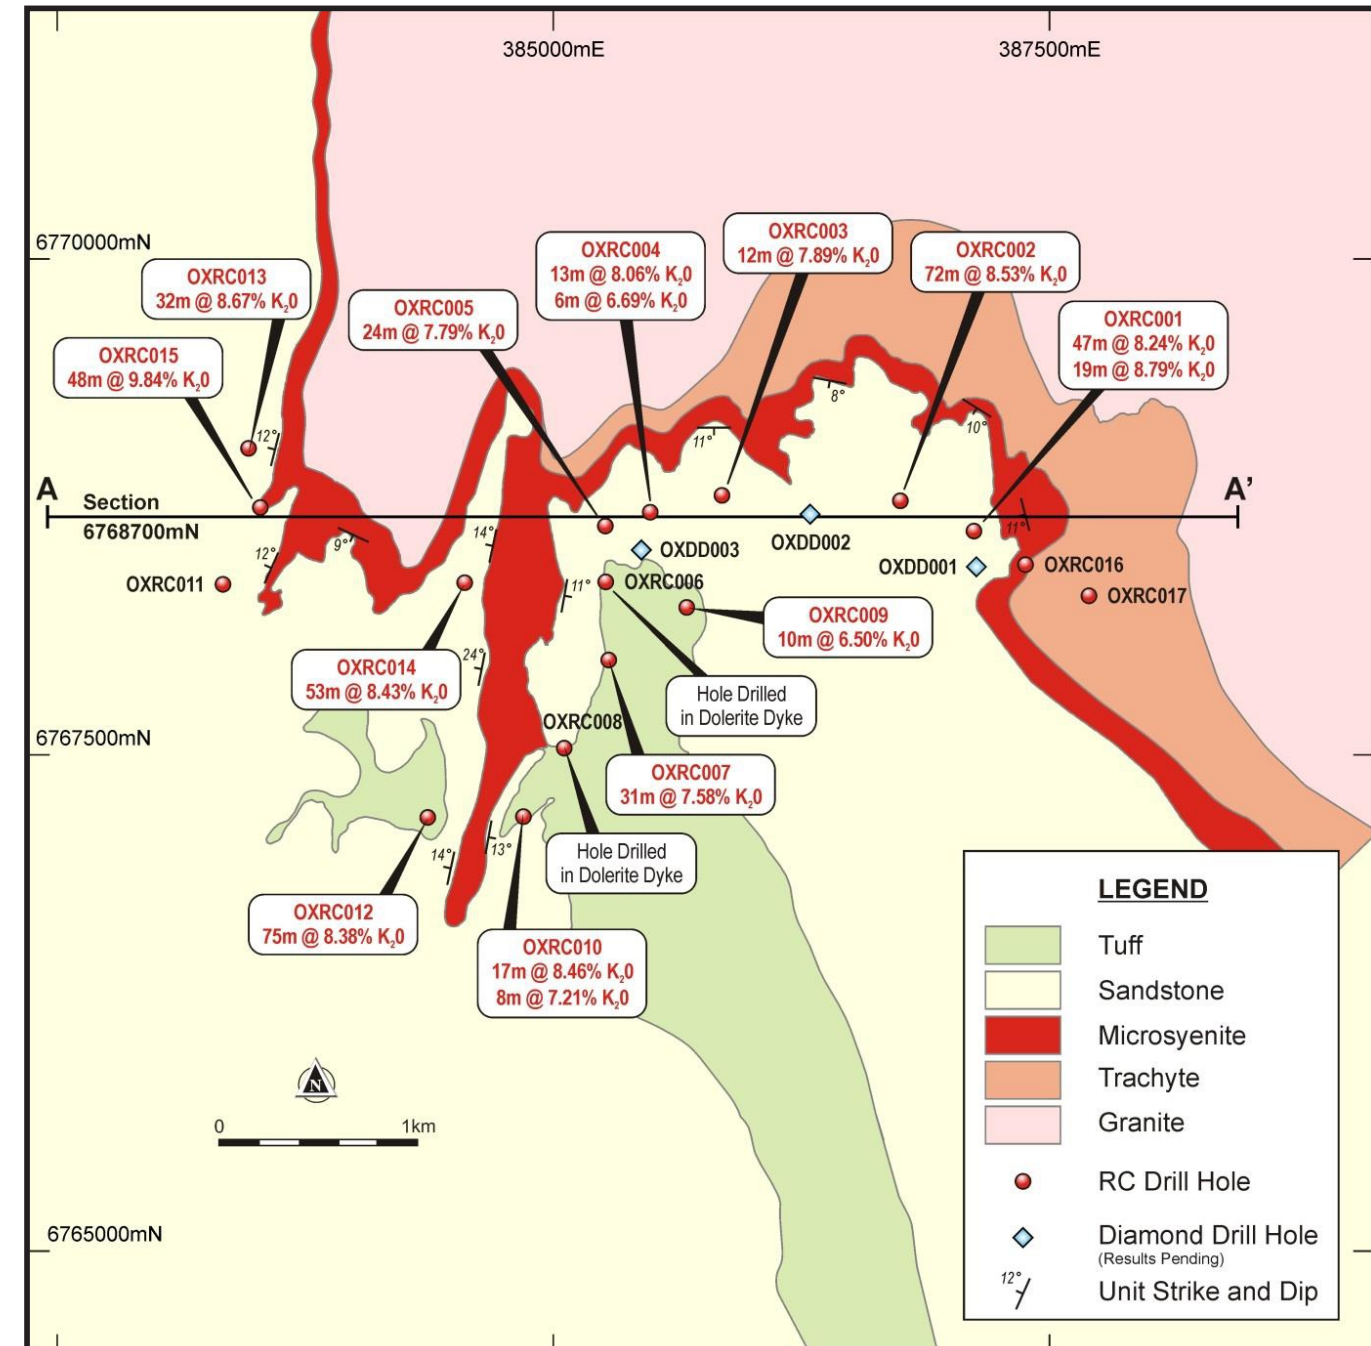 385000mE
387500mE
6770000mN
OXRC003
12m @ 7.89% K₂0
OXRC004
13m @ 8.06% K₂0
6m @ 6.69% K₂0
OXRC002
72m @ 8.53% K₂0
OXRC013
32m @ 8.67% K₂0
OXRC005
24m @ 7.79% K₂0
OXRC001
47m @ 8.24% K₂0
19m @ 8.79% K₂0
OXRC015
48m @ 9.84% K₂0
8°
10°
12°
11°
A
Section
6768700mN
A'
11°
14°
9°
12°
OXDD003
OXDD002
OXDD001
OXRC016
OXRC017
OXRC011
11°
OXRC006
OXRC009
10m @ 6.50% K₂0
OXRC014
53m @ 8.43% K₂0
24°
Hole Drilled
in Dolerite Dyke
OXRC008
6767500mN
OXRC007
31m @ 7.58% K₂0
14°
13°
Hole Drilled
in Dolerite Dyke
OXRC012
75m @ 8.38% K₂0
OXRC010
17m @ 8.46% K₂0
8m @ 7.21% K₂0
N
0 1km
6765000mN
LEGEND
Tuff
Sandstone
Microsyenite
Trachyte
Granite
RC Drill Hole
Diamond Drill Hole
(Results Pending)
12°
Unit Strike and Dip